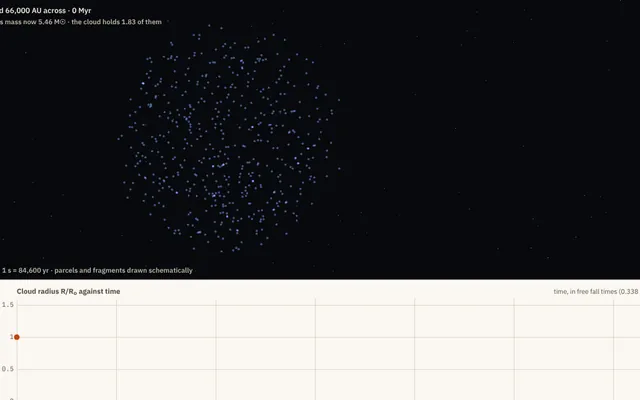 d 66,000 AU across · 0 Myr
s mass now 5.46 M☉ · the cloud holds 1.83 of them
1 s = 84,600 yr · parcels and fragments drawn schematically
Cloud radius R/R₀ against time
time, in free fall times (0.338
1.5
1
0.5